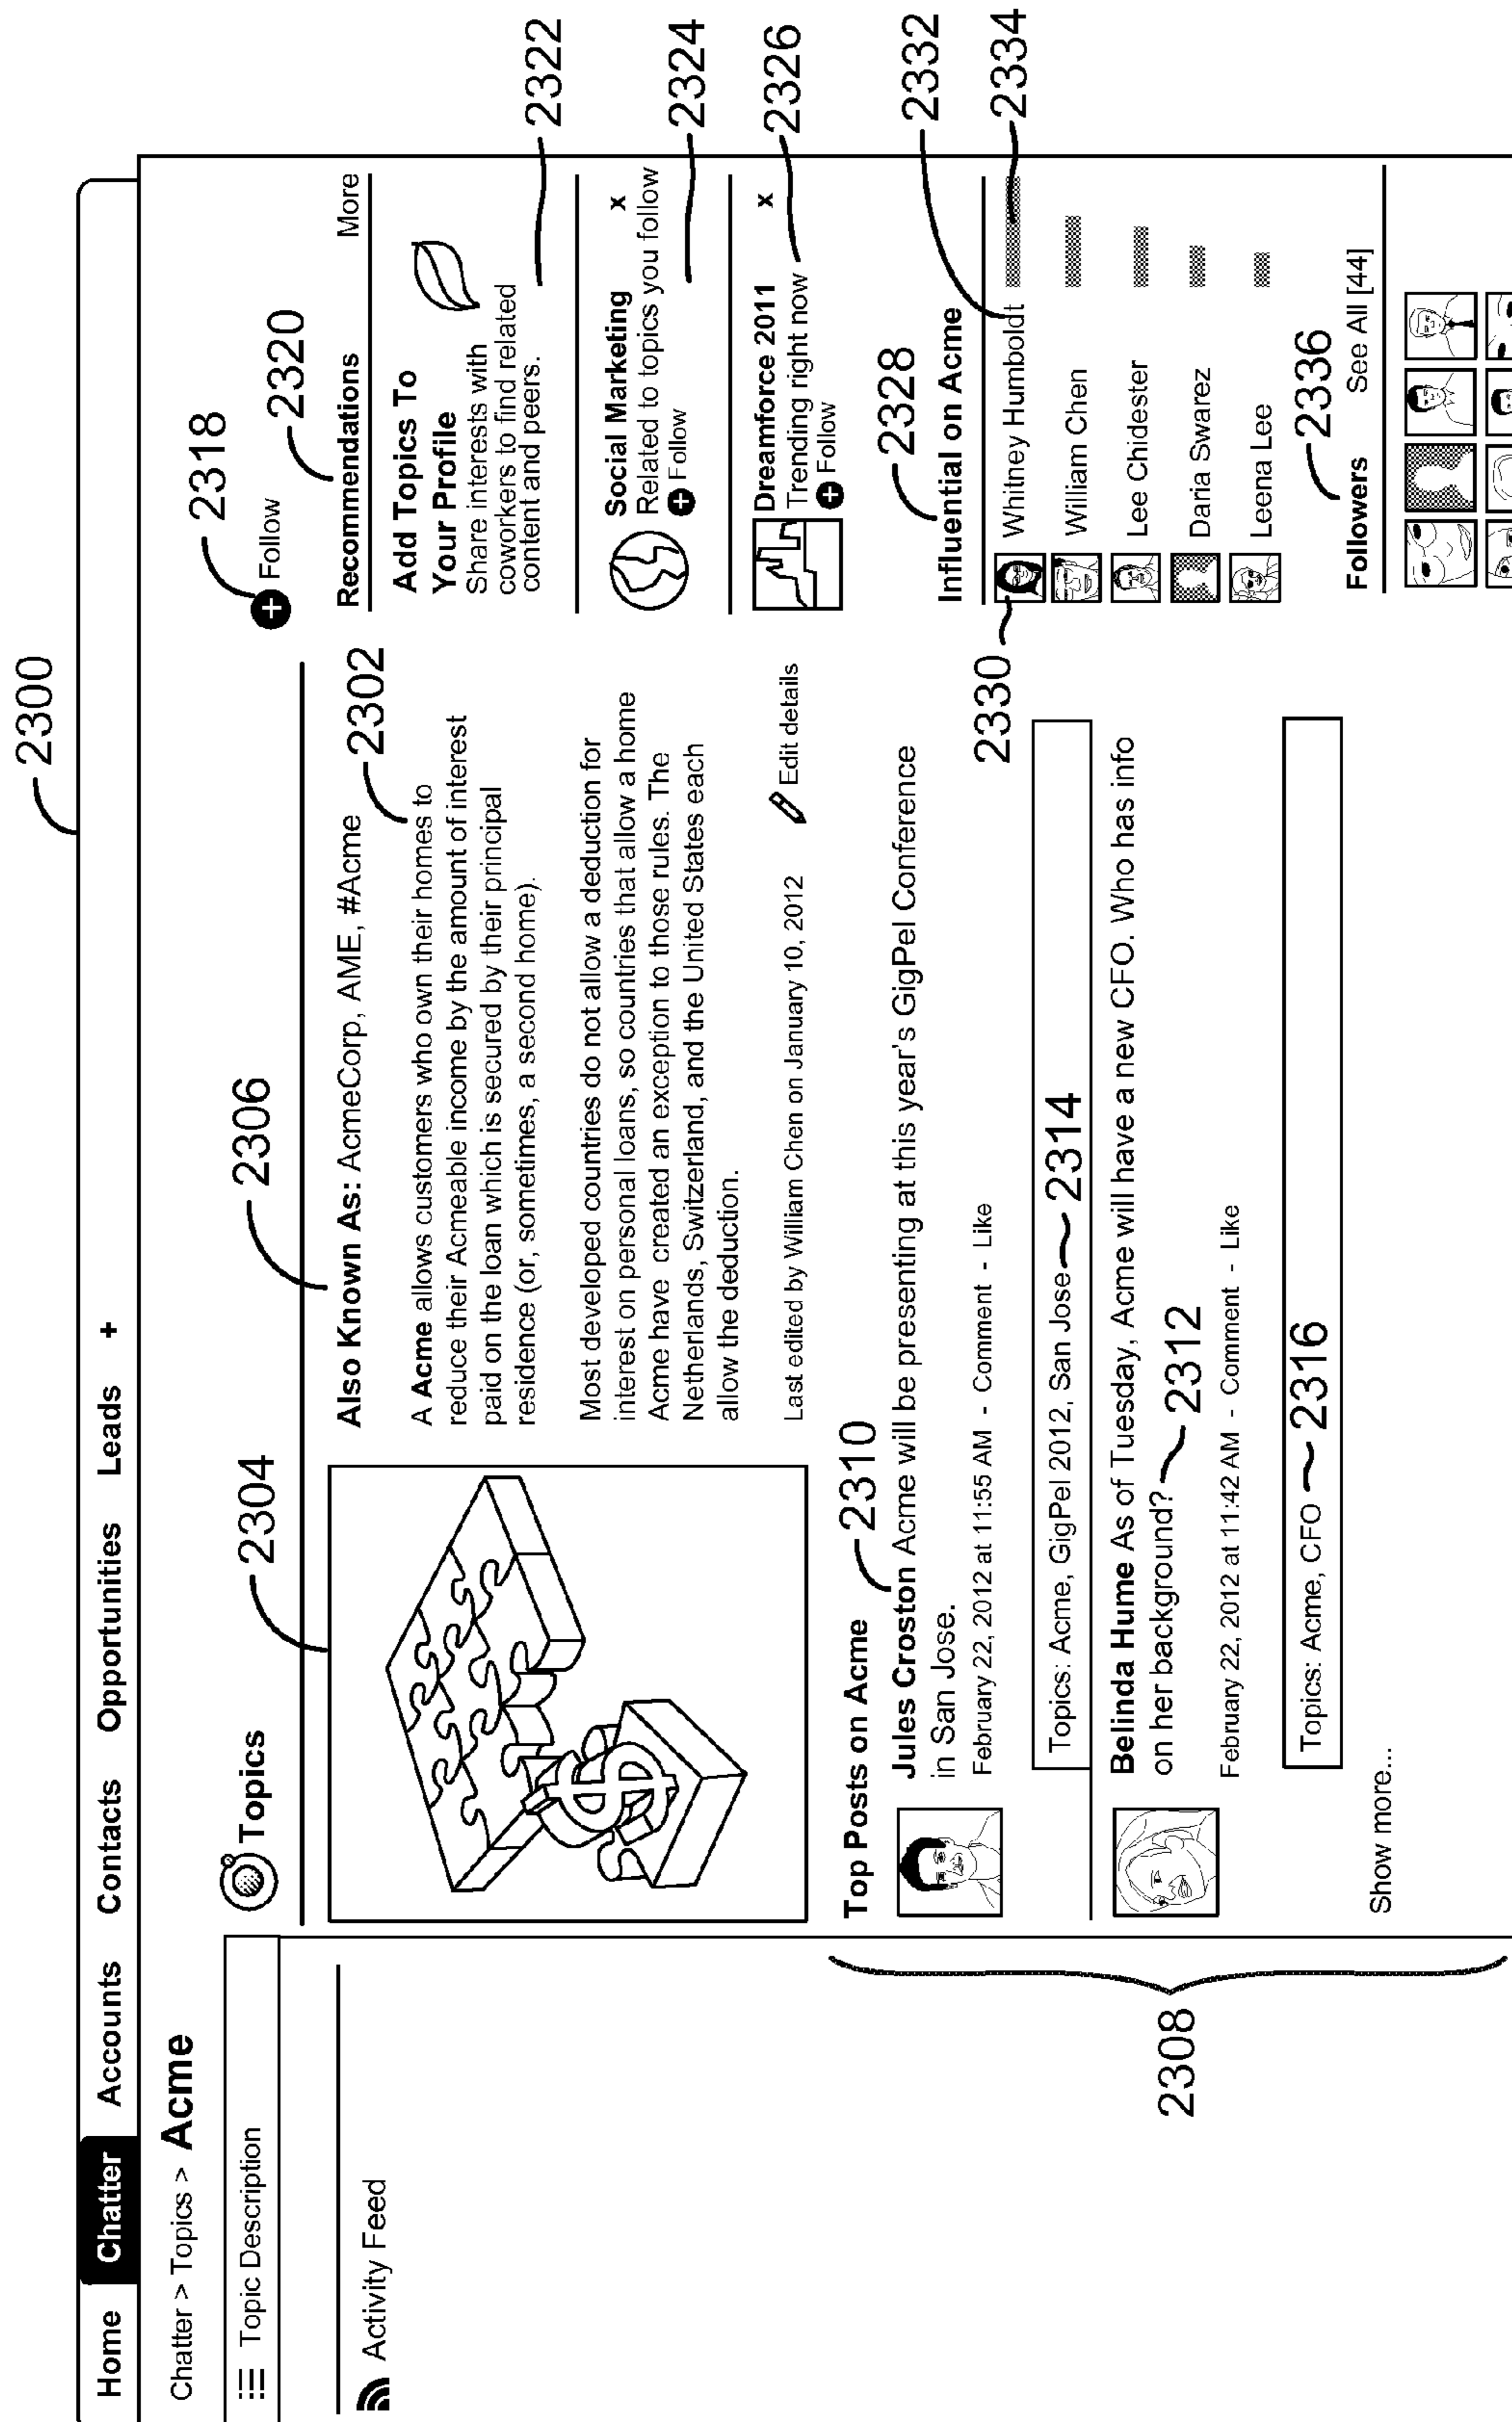 2300
Home Chatter Accounts Contacts Opportunities Leads +
Chatter > Topics > Acme
Topic Description
Activity Feed
Topics
2304
2306
2318
Follow
Also Known As: AcmeCorp, AME, #Acme
2302
A Acme allows customers who own their homes to
reduce their Acmeable income by the amount of interest
paid on the loan which is secured by their principal
residence (or, sometimes, a second home).
Most developed countries do not allow a deduction for
interest on personal loans, so countries that allow a home
Acme have created an exception to those rules. The
Netherlands, Switzerland, and the United States each
allow the deduction.
Last edited by William Chen on January 10, 2012
Edit details
2308
Top Posts on Acme
2310
Jules Croston Acme will be presenting at this year's GigPel Conference
in San Jose.
February 22, 2012 at 11:55 AM - Comment - Like
Topics: Acme, GigPel 2012, San Jose
2314
Belinda Hume As of Tuesday, Acme will have a new CFO. Who has info
on her background?
2312
February 22, 2012 at 11:42 AM - Comment - Like
Topics: Acme, CFO
2316
Show more...
2320
Recommendations More
Add Topics To
Your Profile
Share interests with
coworkers to find related
content and peers.
2322
Social Marketing x
Related to topics you follow
Follow
2324
Dreamforce 2011 x
Trending right now
Follow
2326
2328
Influential on Acme
2332
2330
Whitney Humboldt
2334
William Chen
Lee Chidester
Daria Swarez
Leena Lee
2336
Followers See All [44]